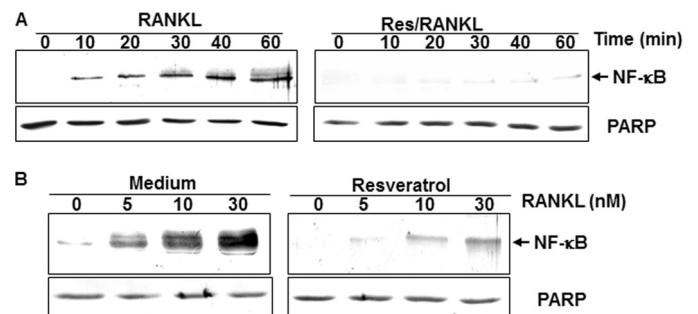 A
RANKL
Res/RANKL
0 10 20 30 40 60
0 10 20 30 40 60
Time (min)
NF-κB
PARP
B
Medium
Resveratrol
0 5 10 30
0 5 10 30
RANKL (nM)
NF-κB
PARP